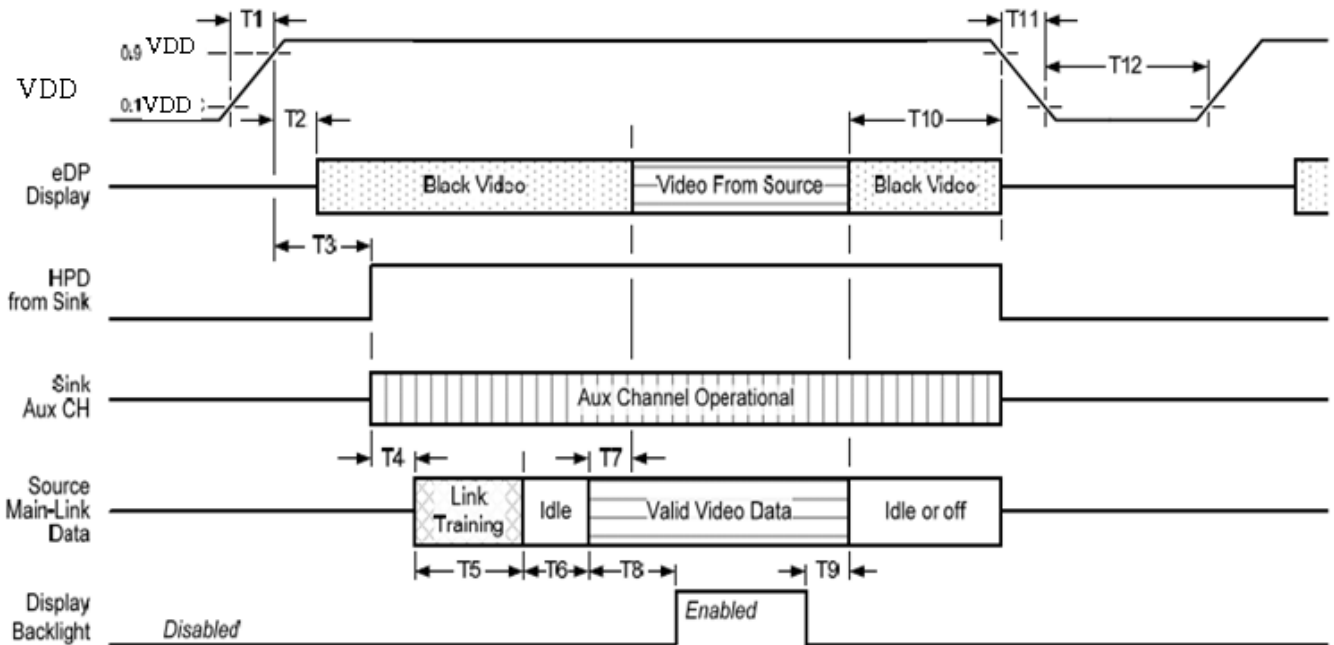 T1
T11
0.9 VDD
T12
VDD
0.1VDD
T2
T10
eDP
Display
Black Video
Video From Source
Black Video
T3
HPD
from Sink
Sink
Aux CH
Aux Channel Operational
T4
T7
Source
Main-Link
Data
Link
Training
Idle
Valid Video Data
Idle or off
T5
T6
T8
T9
Display
Backlight
Disabled
Enabled